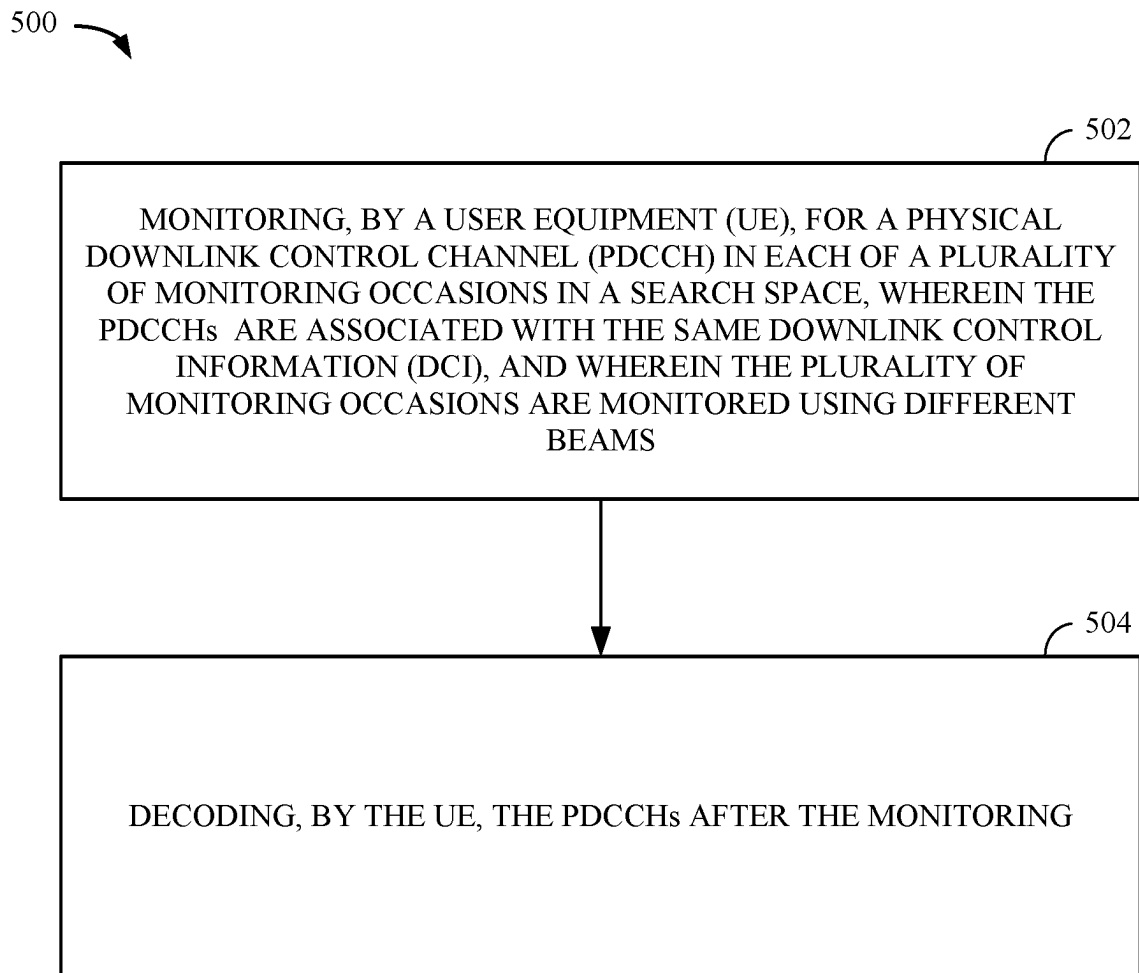 500
502
MONITORING, BY A USER EQUIPMENT (UE), FOR A PHYSICAL
DOWNLINK CONTROL CHANNEL (PDCCH) IN EACH OF A PLURALITY
OF MONITORING OCCASIONS IN A SEARCH SPACE, WHEREIN THE
PDCCHs ARE ASSOCIATED WITH THE SAME DOWNLINK CONTROL
INFORMATION (DCI), AND WHEREIN THE PLURALITY OF
MONITORING OCCASIONS ARE MONITORED USING DIFFERENT
BEAMS
504
DECODING, BY THE UE, THE PDCCHs AFTER THE MONITORING